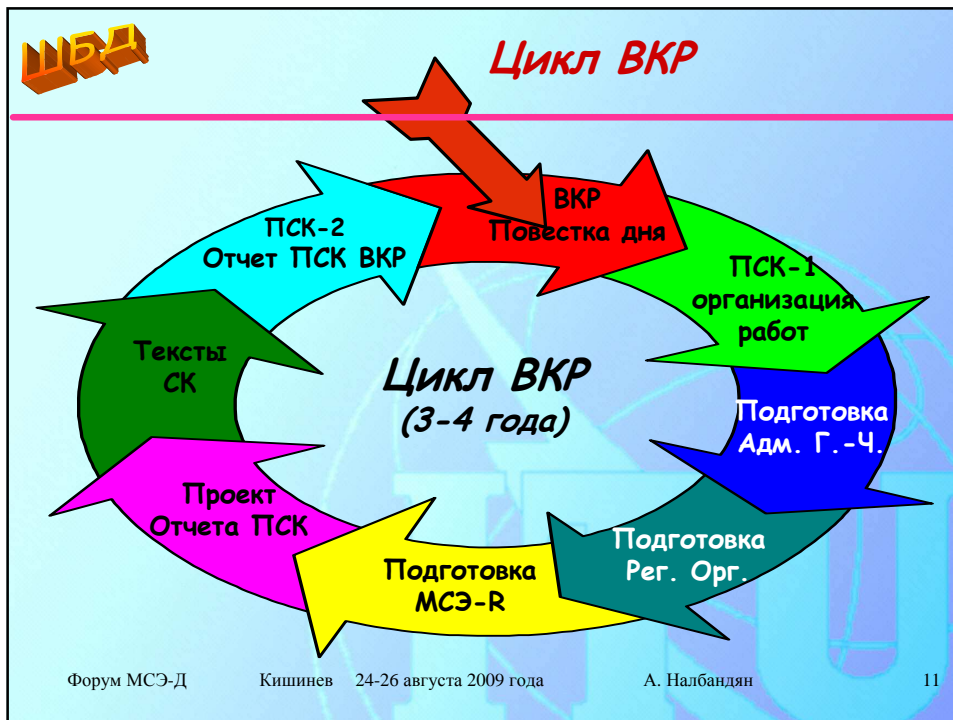 ШБД
Цикл ВКР
ВКР
Повестка дня
ПСК-1
организация
работ
Подготовка
Адм. Г.-Ч.
Подготовка
Рег. Орг.
Подготовка
МСЭ-R
Проект
Отчета ПСК
Тексты
СК
ПСК-2
Отчет ПСК ВКР
Цикл ВКР
(3-4 года)
ITU
Форум МСЭ-Д Кишинев 24-26 августа 2009 года А. Налбандян 11